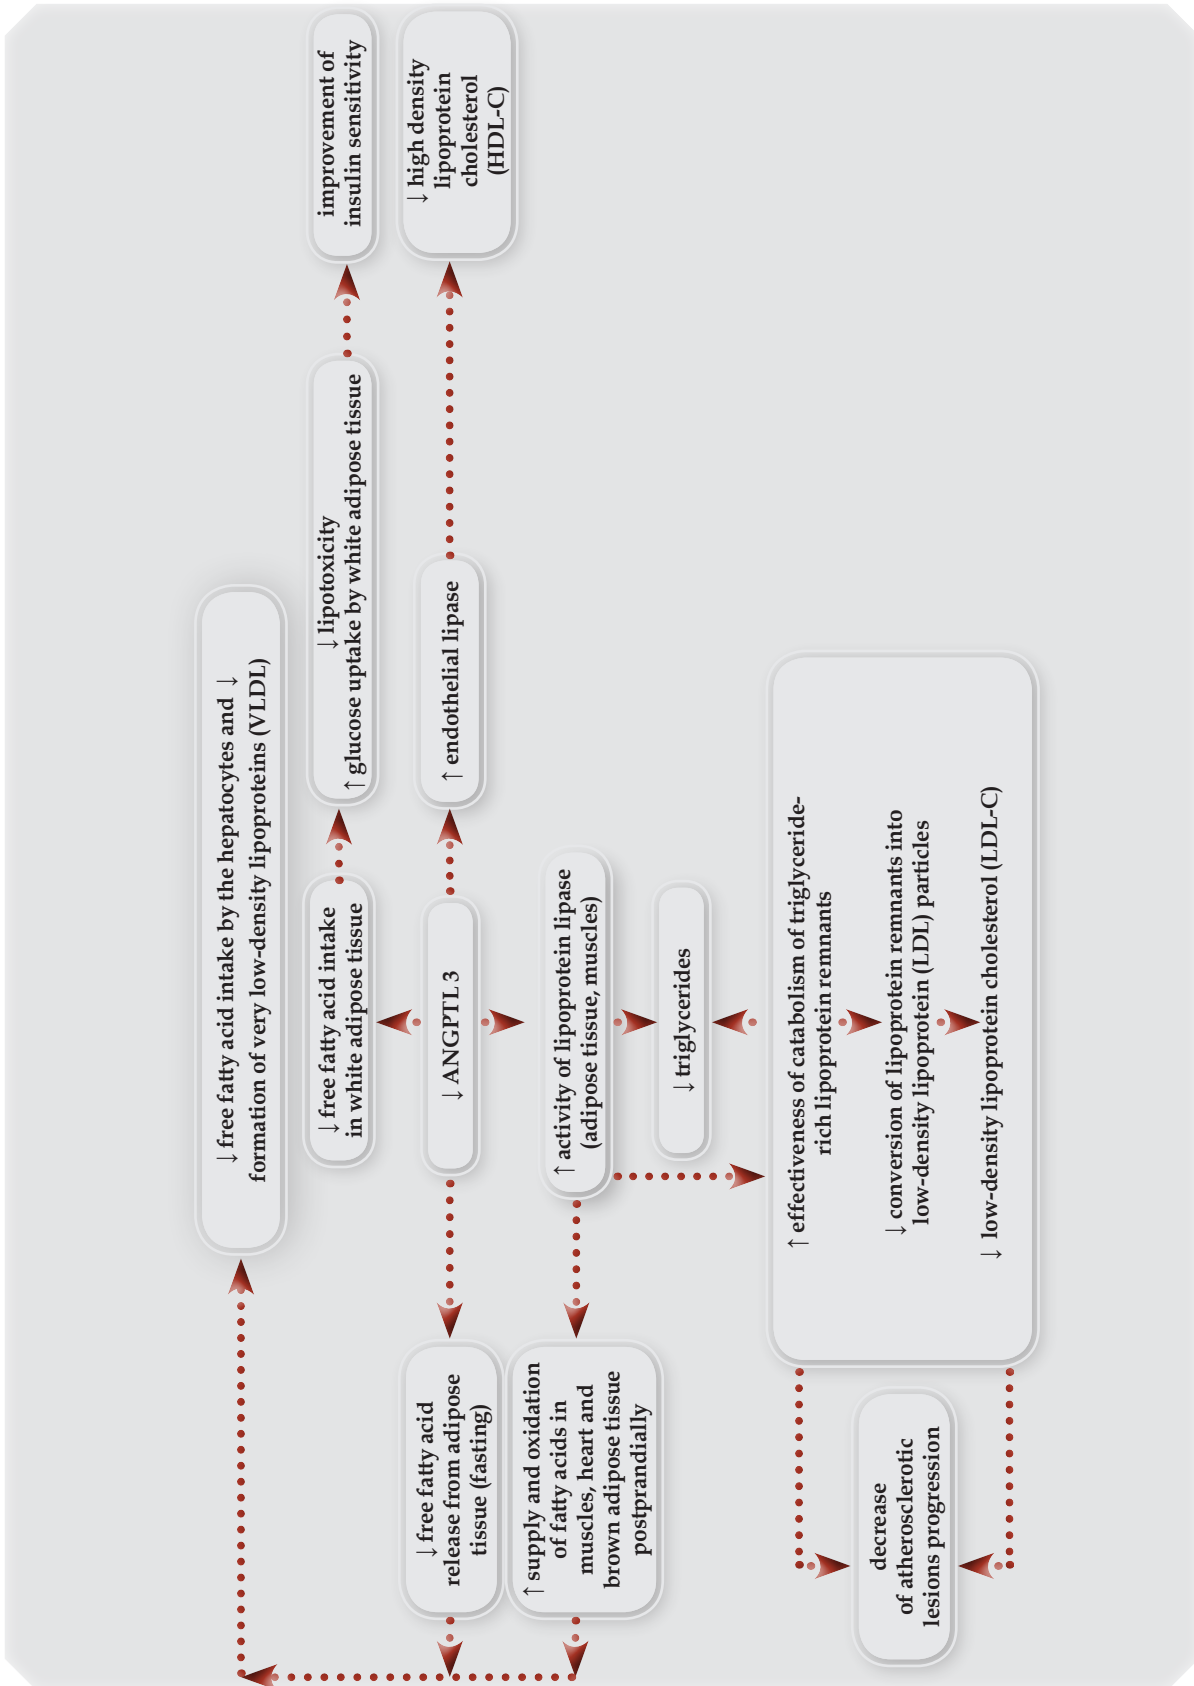 ↓ free fatty acid intake by the hepatocytes and ↓
formation of very low-density lipoproteins (VLDL)
↓ free fatty acid intake
in white adipose tissue
↓ lipotoxicity
↑ glucose uptake by white adipose tissue
improvement of
insulin sensitivity
↓ free fatty acid
release from adipose
tissue (fasting)
↓ ANGPTL 3
↑ endothelial lipase
↓ high density
lipoprotein
cholesterol
(HDL-C)
↑ supply and oxidation
of fatty acids in
muscles, heart and
brown adipose tissue
postprandially
↑ activity of lipoprotein lipase
(adipose tissue, muscles)
↓ triglycerides
↑ effectiveness of catabolism of triglyceride-
rich lipoprotein remnants
↓ conversion of lipoprotein remnants into
low-density lipoprotein (LDL) particles
↓ low-density lipoprotein cholesterol (LDL-C)
decrease
of atherosclerotic
lesions progression